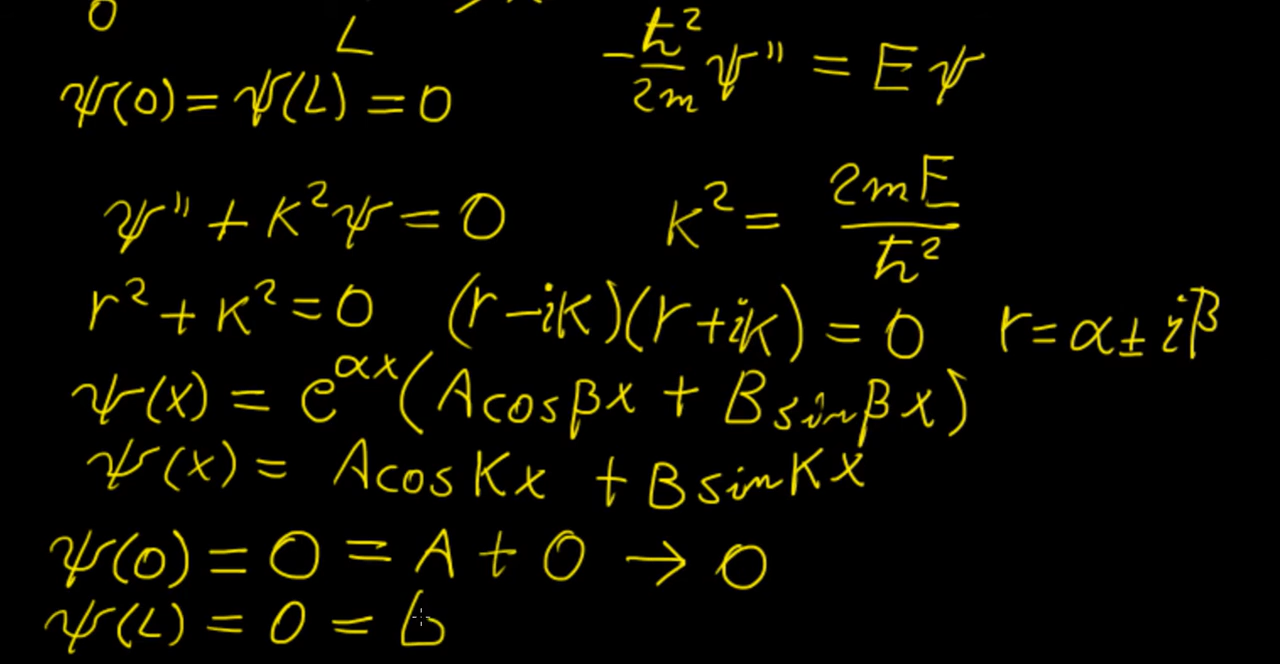 0
L
-ħ²/2m ψ'' = Eψ
ψ(0) = ψ(L) = 0
ψ'' + K²ψ = 0    K² = 2mE/ħ²
r² + K² = 0    (r - iK)(r + iK) = 0    r = α ± iβ
ψ(x) = e^{αx}(A cos βx + B sin βx)
ψ(x) = A cos Kx + B sin Kx
ψ(0) = 0 = A + 0 → 0
ψ(L) = 0 = B